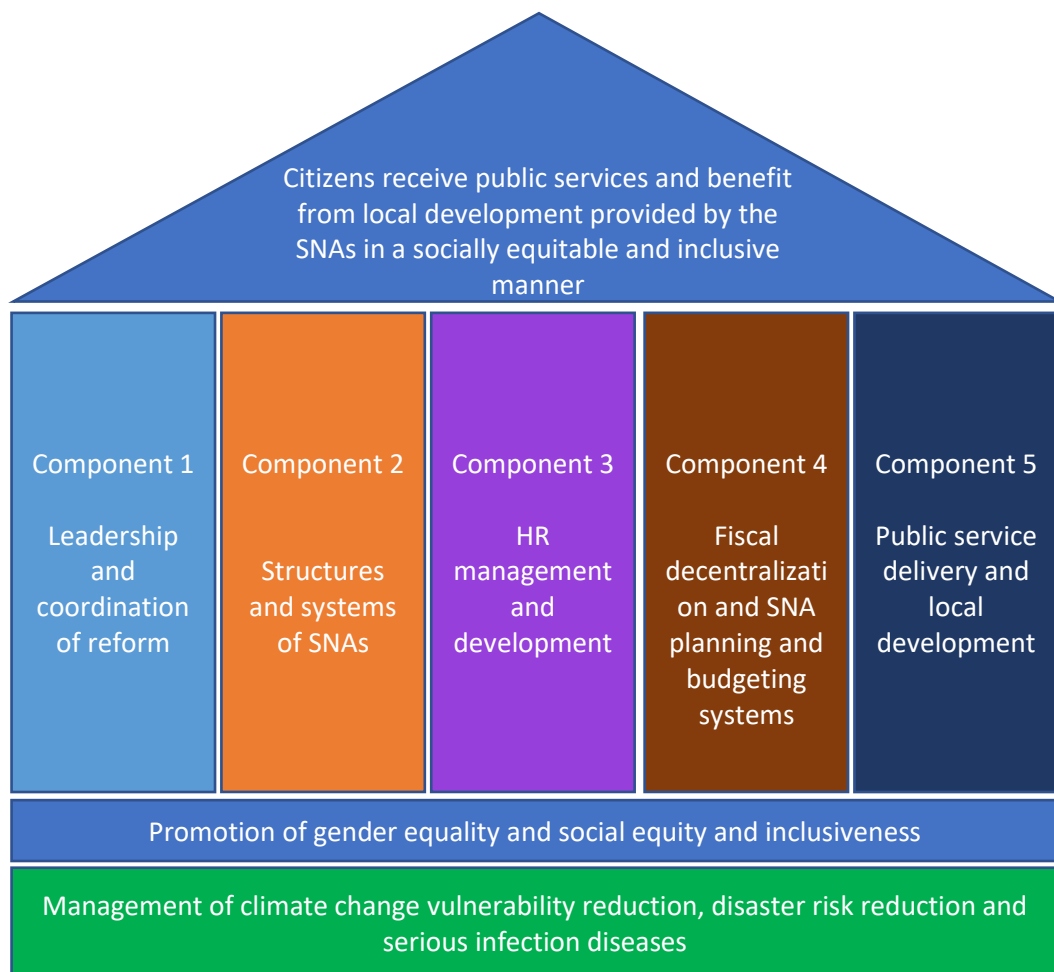 Citizens receive public services and benefit
from local development provided by the
SNAs in a socially equitable and inclusive
manner
Component 1
Leadership
and
coordination
of reform
Component 2
Structures
and systems
of SNAs
Component 3
HR
management
and
development
Component 4
Fiscal
decentralizati
on and SNA
planning and
budgeting
systems
Component 5
Public service
delivery and
local
development
Promotion of gender equality and social equity and inclusiveness
Management of climate change vulnerability reduction, disaster risk reduction and
serious infection diseases